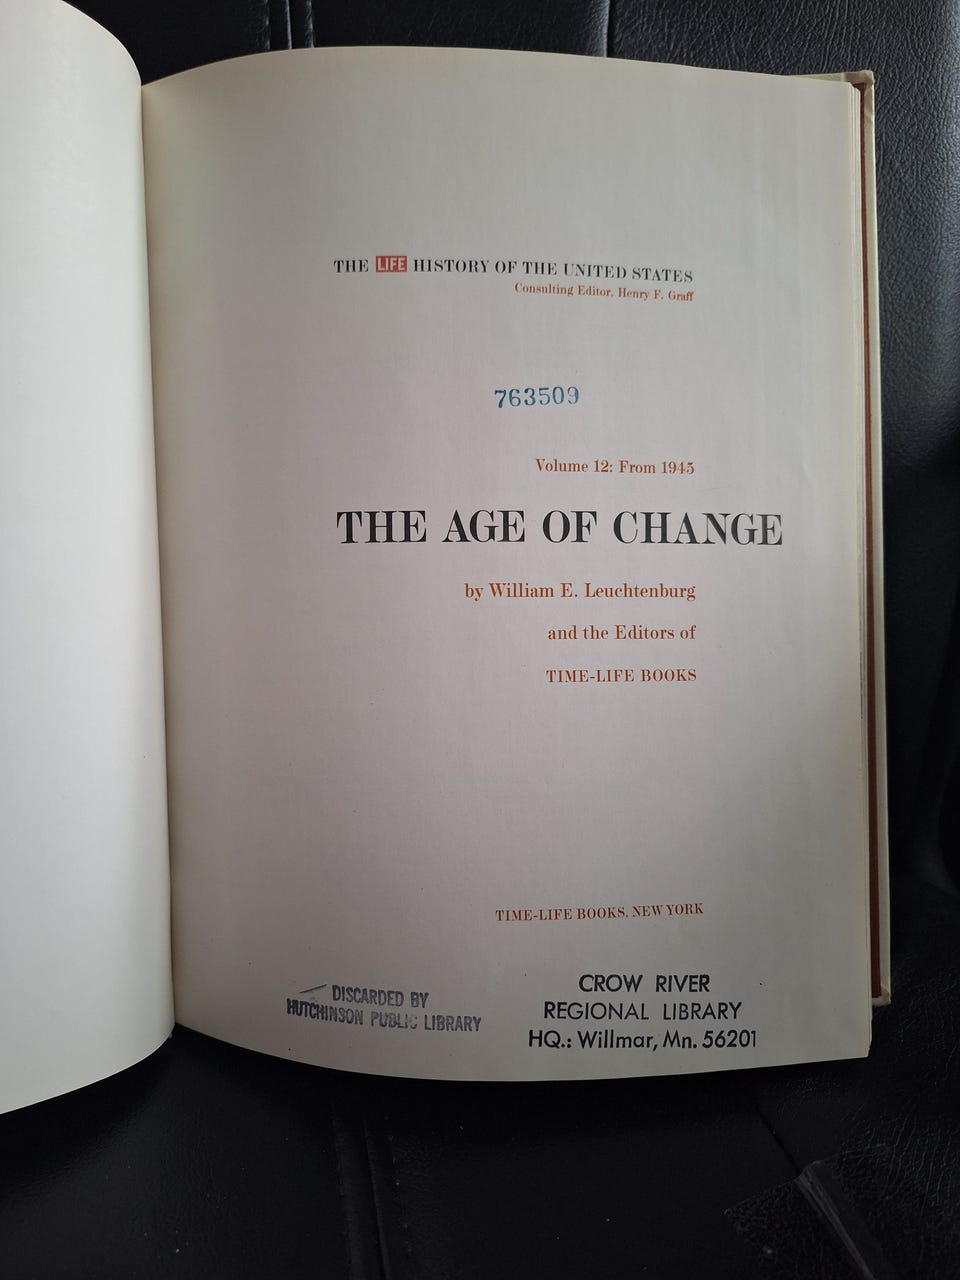 THE LIFE HISTORY OF THE UNITED STATES
Consulting Editor, Henry F. Graff
763509
Volume 12: From 1945
THE AGE OF CHANGE
by William E. Leuchtenburg
and the Editors of
TIME-LIFE BOOKS
TIME-LIFE BOOKS, NEW YORK
DISCARDED BY
HUTCHINSON PUBLIC LIBRARY
CROW RIVER
REGIONAL LIBRARY
HQ.: Willmar, Mn. 56201